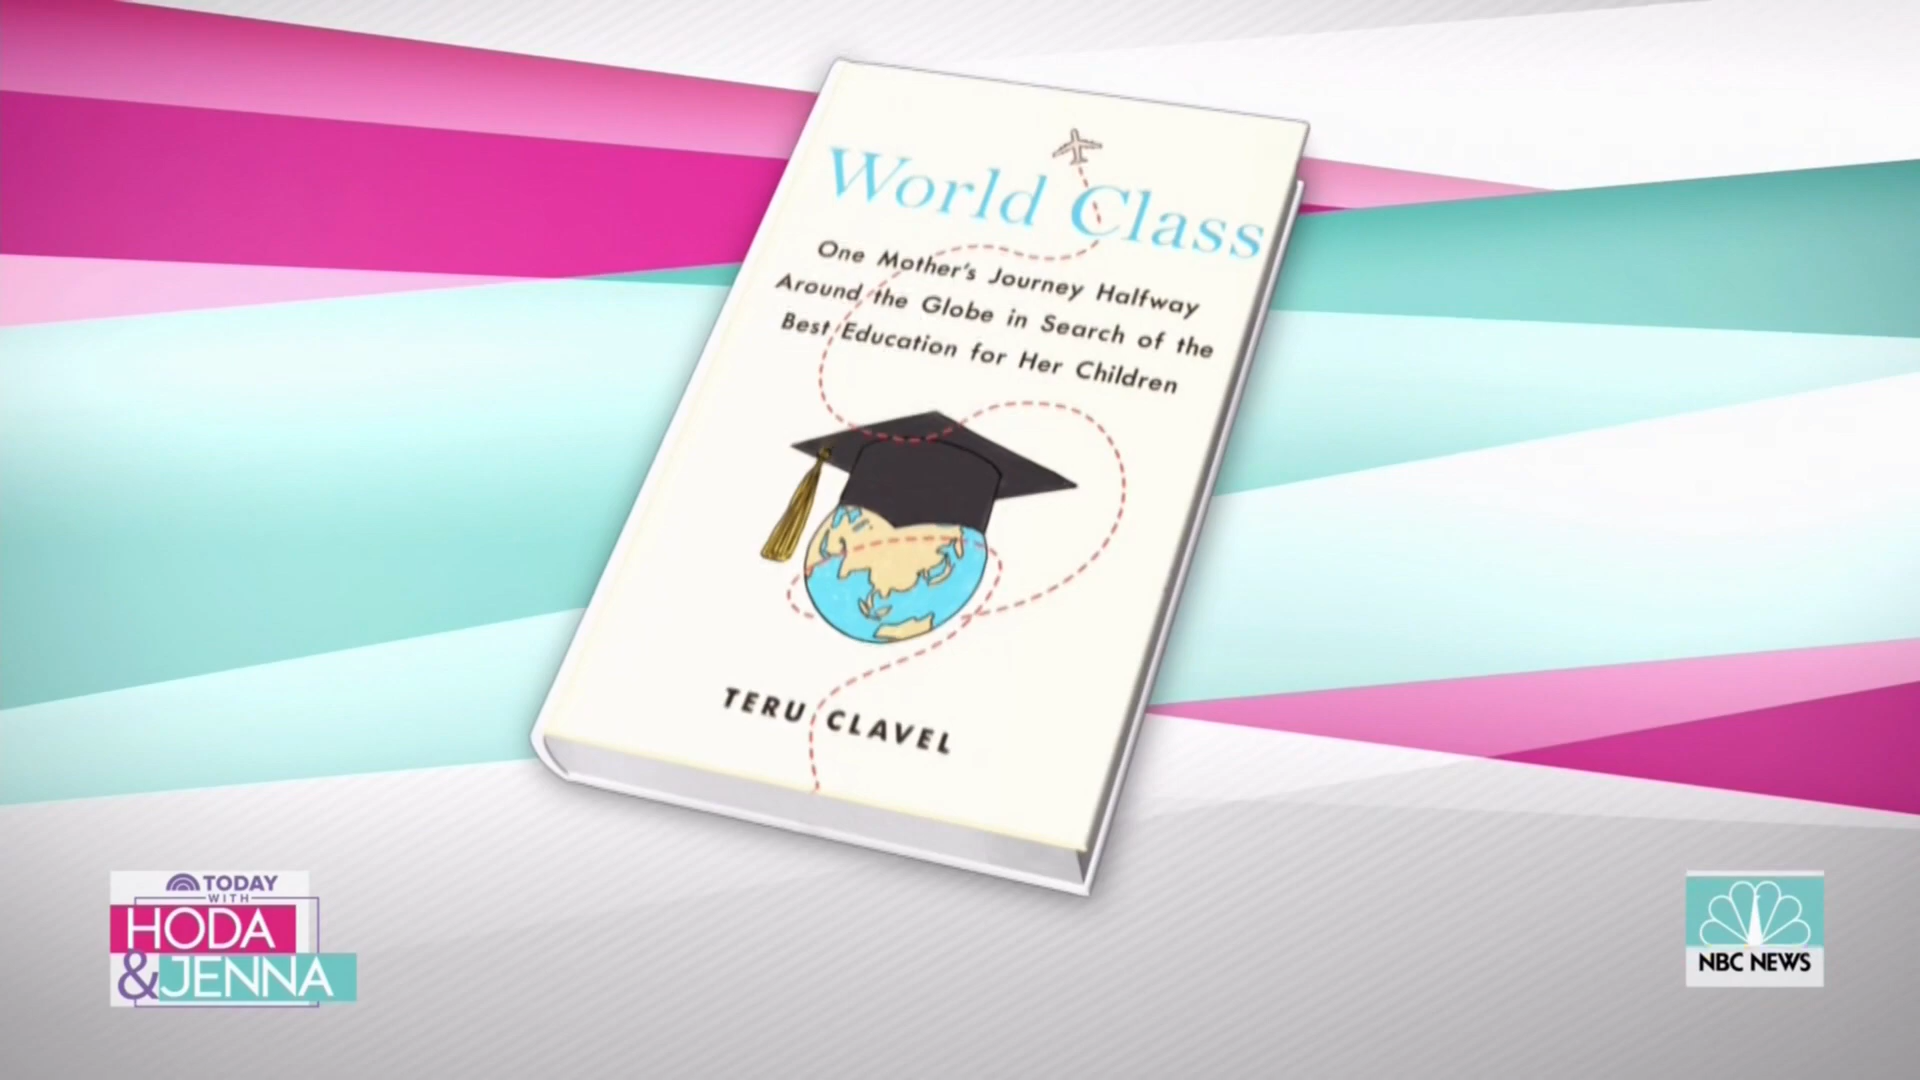 World Class
One Mother's Journey Halfway
Around the Globe in Search of the
Best Education for Her Children
TERU CLAVEL
TODAY
WITH
HODA
&JENNA
NBC NEWS